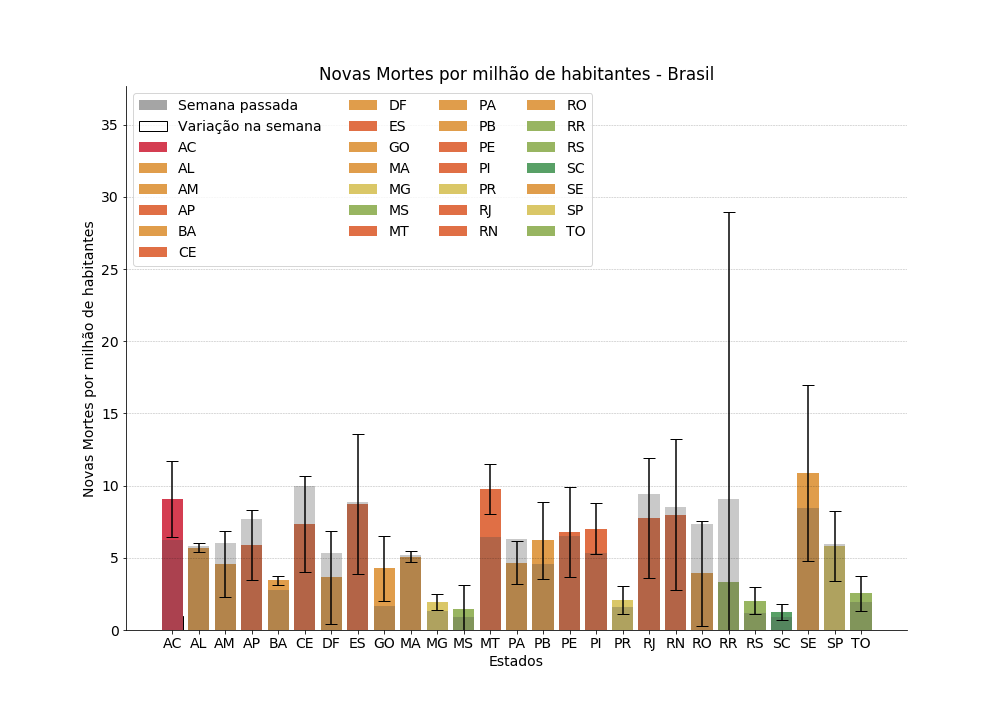 Novas Mortes por milhão de habitantes - Brasil
Semana passada
Variação na semana
AC
AL
AM
AP
BA
CE
DF
ES
GO
MA
MG
MS
MT
PA
PB
PE
PI
PR
RJ
RN
RO
RR
RS
SC
SE
SP
TO
Novas Mortes por milhão de habitantes
35
30
25
20
15
10
5
0
AC AL AM AP BA CE DF ES GO MA MG MS MT PA PB PE PI PR RJ RN RO RR RS SC SE SP TO
Estados